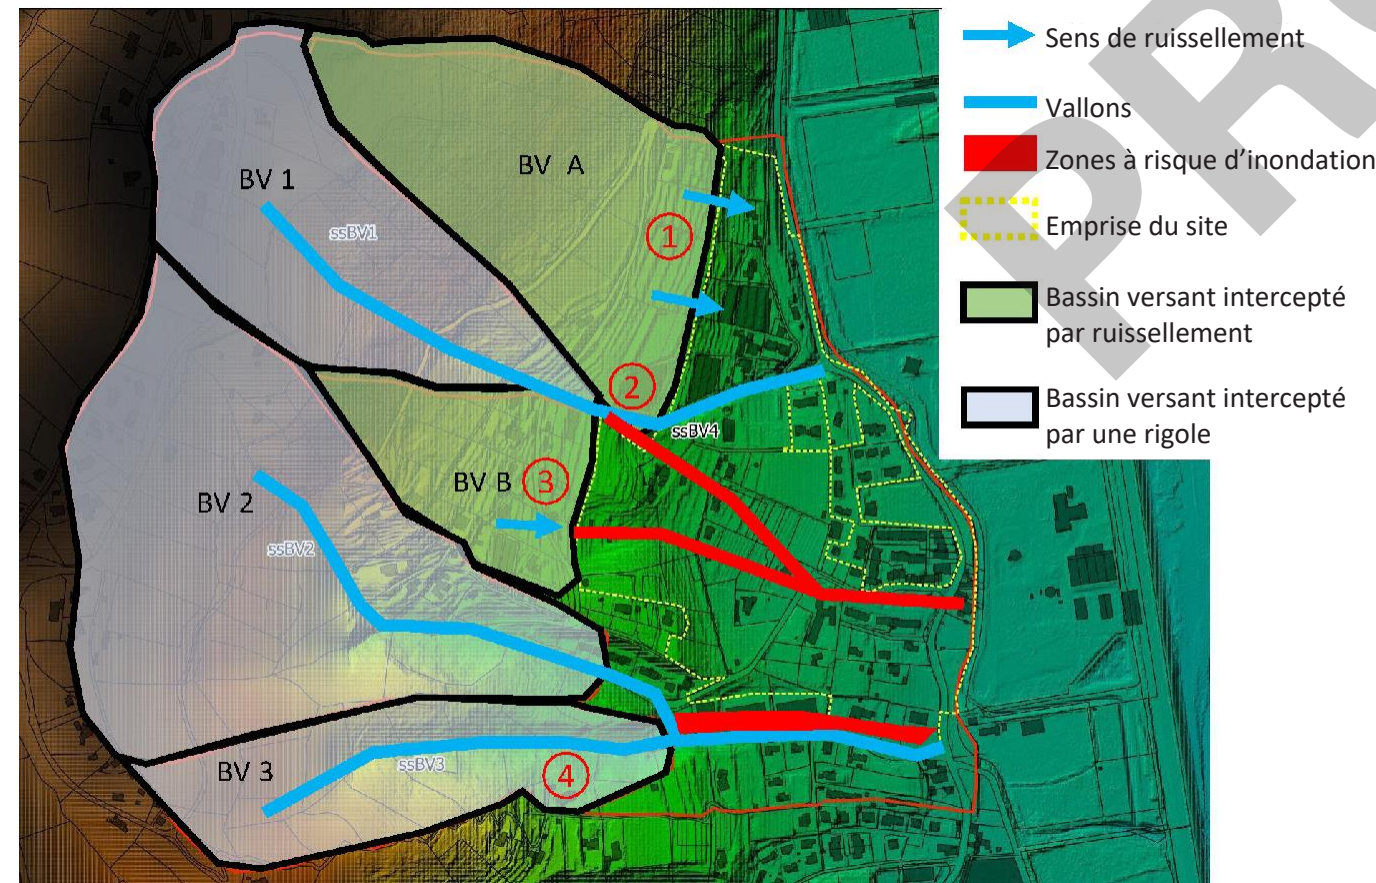 Sens de ruissellement
Vallons
Zones à risque d'inondation
Emprise du site
Bassin versant intercepté
par ruissellement
Bassin versant intercepté
par une rigole
BV A
BV 1
ssBV1
1
2
ssBV4
BV B
3
BV 2
ssBV2
BV 3
ssBV3
4
PR